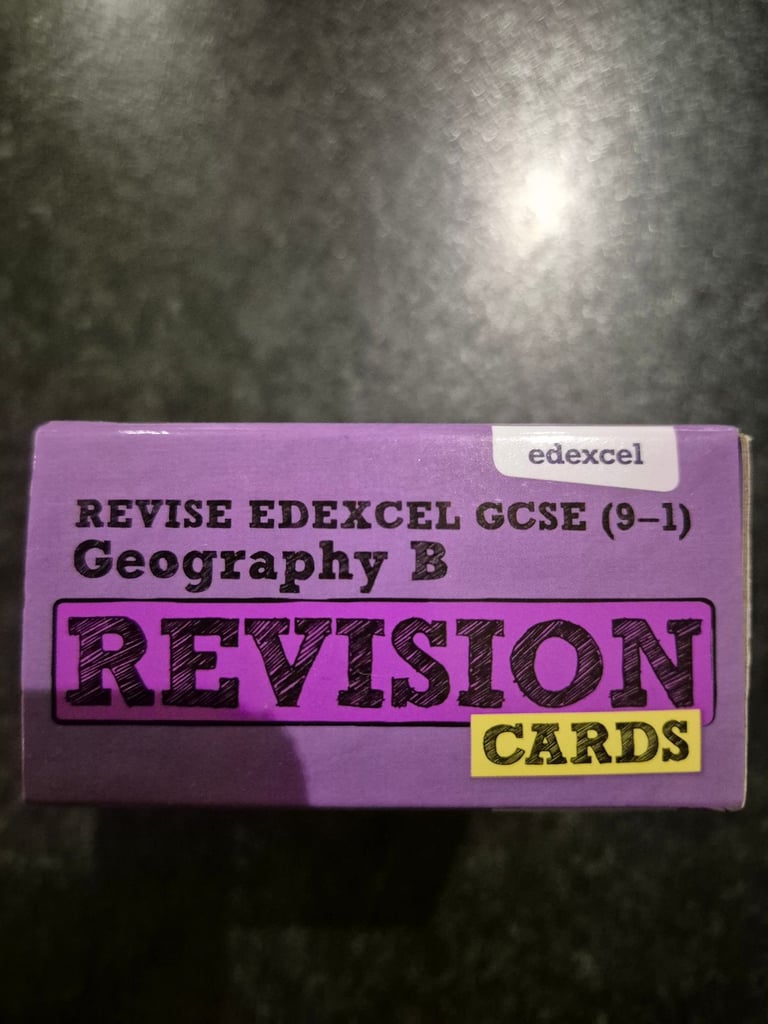 edexcel
REVISE EDEXCEL GCSE (9–1)
Geography B
REVISION
CARDS